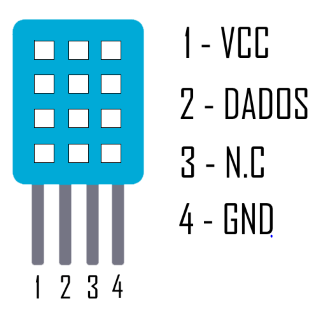 1 - VCC
2 - DADOS
3 - N.C
4 - GND
1 2 3 4